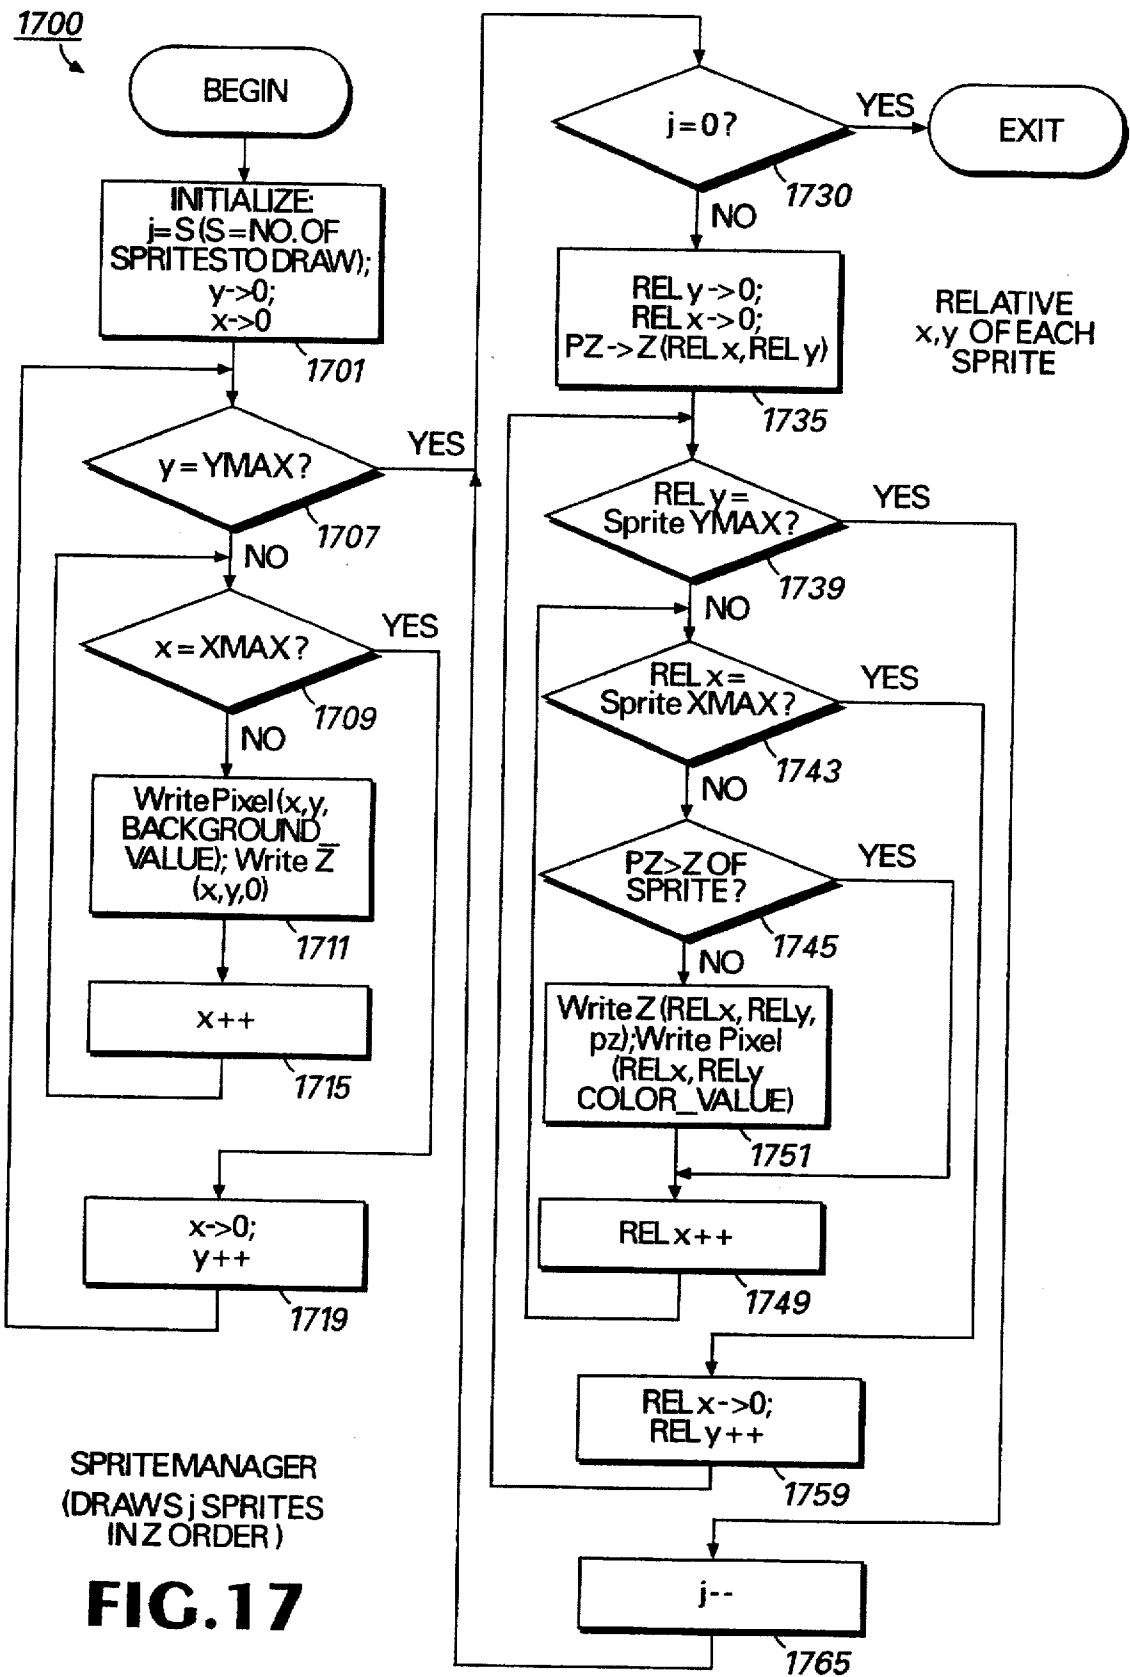 1700
BEGIN
INITIALIZE:
j=S (S=NO. OF
SPRITES TO DRAW);
y->0;
x->0
1701
y = YMAX?
YES
1707
NO
x = XMAX?
YES
1709
NO
Write Pixel (x,y,
BACKGROUND_
VALUE); Write Z
(x,y,0)
1711
x++
1715
x->0;
y++
1719
j=0?
YES
EXIT
1730
NO
REL y->0;
REL x->0;
PZ->Z (REL x, REL y)
1735
RELATIVE
x,y OF EACH
SPRITE
REL y =
Sprite YMAX?
YES
1739
NO
REL x =
Sprite XMAX?
YES
1743
NO
PZ>Z OF
SPRITE?
YES
1745
NO
Write Z (RELx, RELy,
pz); Write Pixel
(RELx, RELy
COLOR_VALUE)
1751
REL x++
1749
REL x->0;
REL y++
1759
j--
1765
SPRITE MANAGER
(DRAWS j SPRITES
IN Z ORDER)
FIG. 17